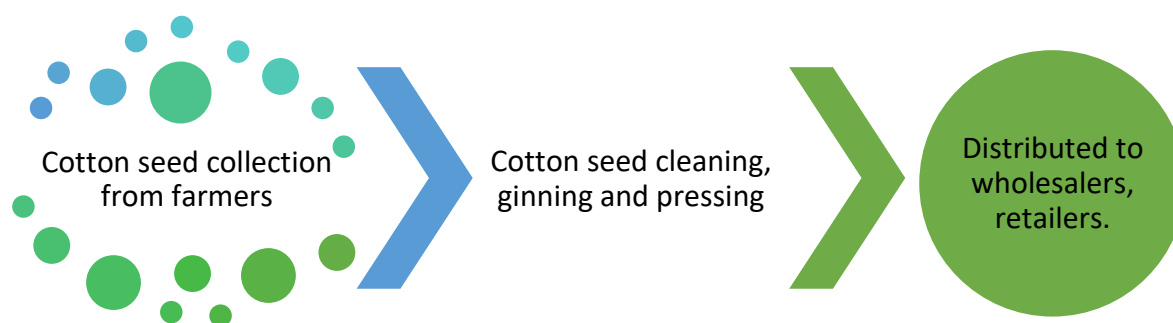 Cotton seed collection
from farmers
Cotton seed cleaning,
ginning and pressing
Distributed to
wholesalers,
retailers.